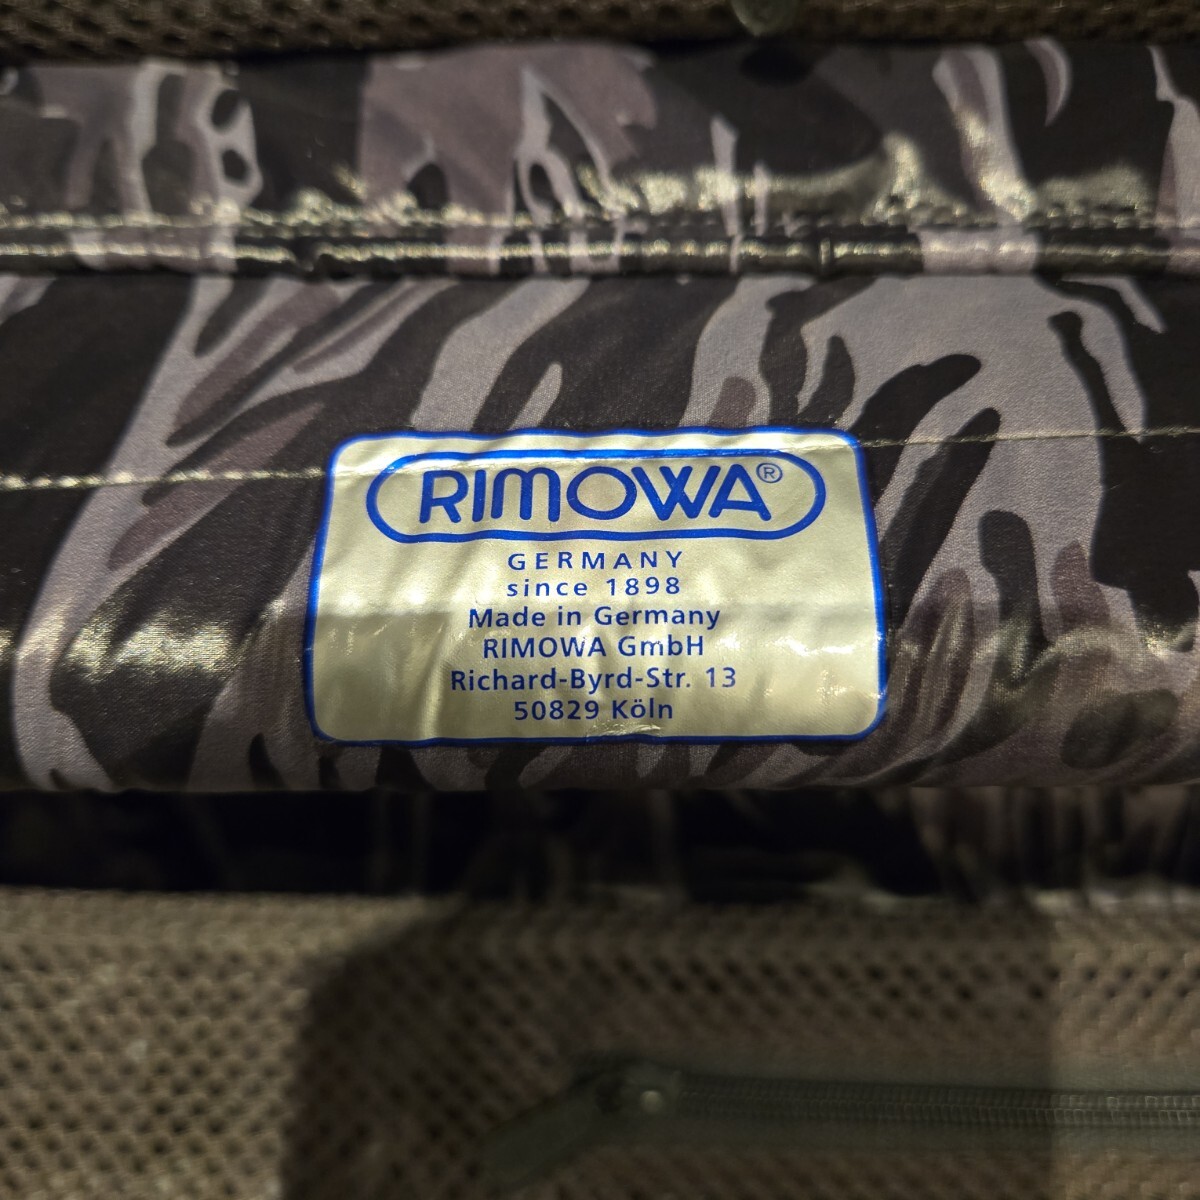 RIMOWA®
GERMANY
since 1898
Made in Germany
RIMOWA GmbH
Richard-Byrd-Str. 13
50829 Köln